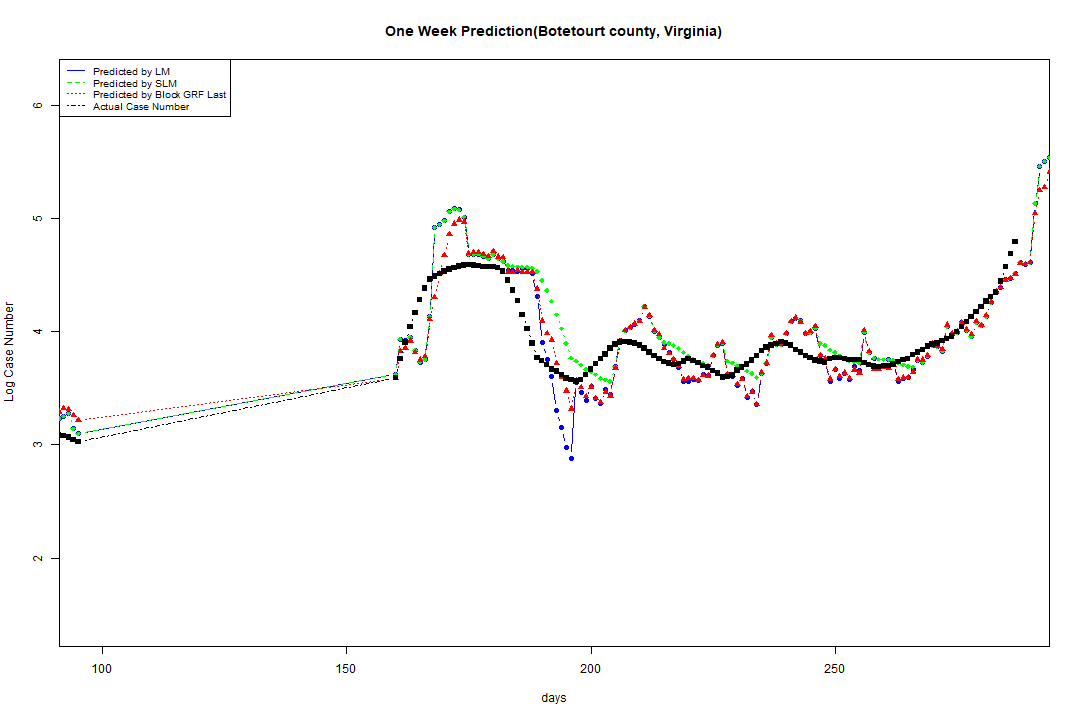 One Week Prediction(Botetourt county, Virginia)
Predicted by LM
Predicted by SLM
Predicted by Block GRF Last
Actual Case Number
6
5
4
3
2
Log Case Number
100 150 200 250
days